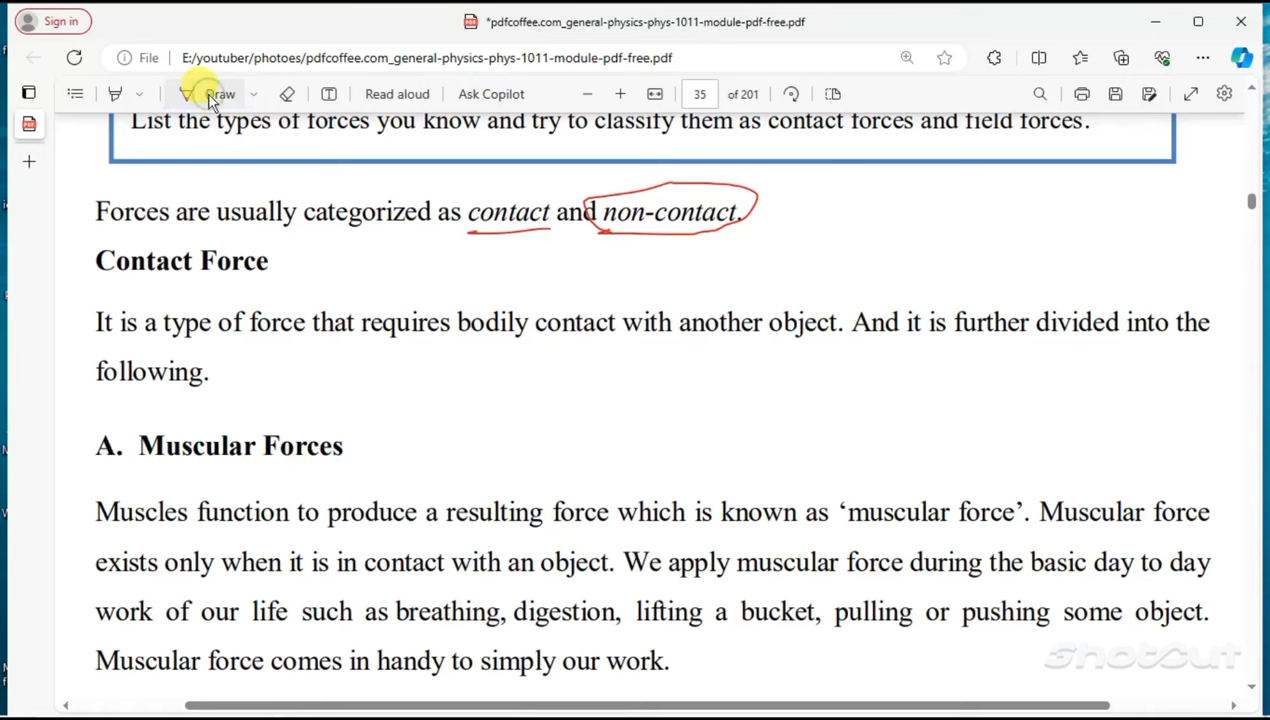 Sign in
*pdfcoffee.com_general-physics-phys-1011-module-pdf-free.pdf
File
E:/youtuber/photoes/pdfcoffee.com_general-physics-phys-1011-module-pdf-free.pdf
Draw
Read aloud
Ask Copilot
35
of 201
List the types of forces you know and try to classify them as contact forces and field forces.
Forces are usually categorized as contact and non-contact.
Contact Force
It is a type of force that requires bodily contact with another object. And it is further divided into the
following.
A. Muscular Forces
Muscles function to produce a resulting force which is known as ‘muscular force’. Muscular force
exists only when it is in contact with an object. We apply muscular force during the basic day to day
work of our life such as breathing, digestion, lifting a bucket, pulling or pushing some object.
Muscular force comes in handy to simply our work.
Shotcut